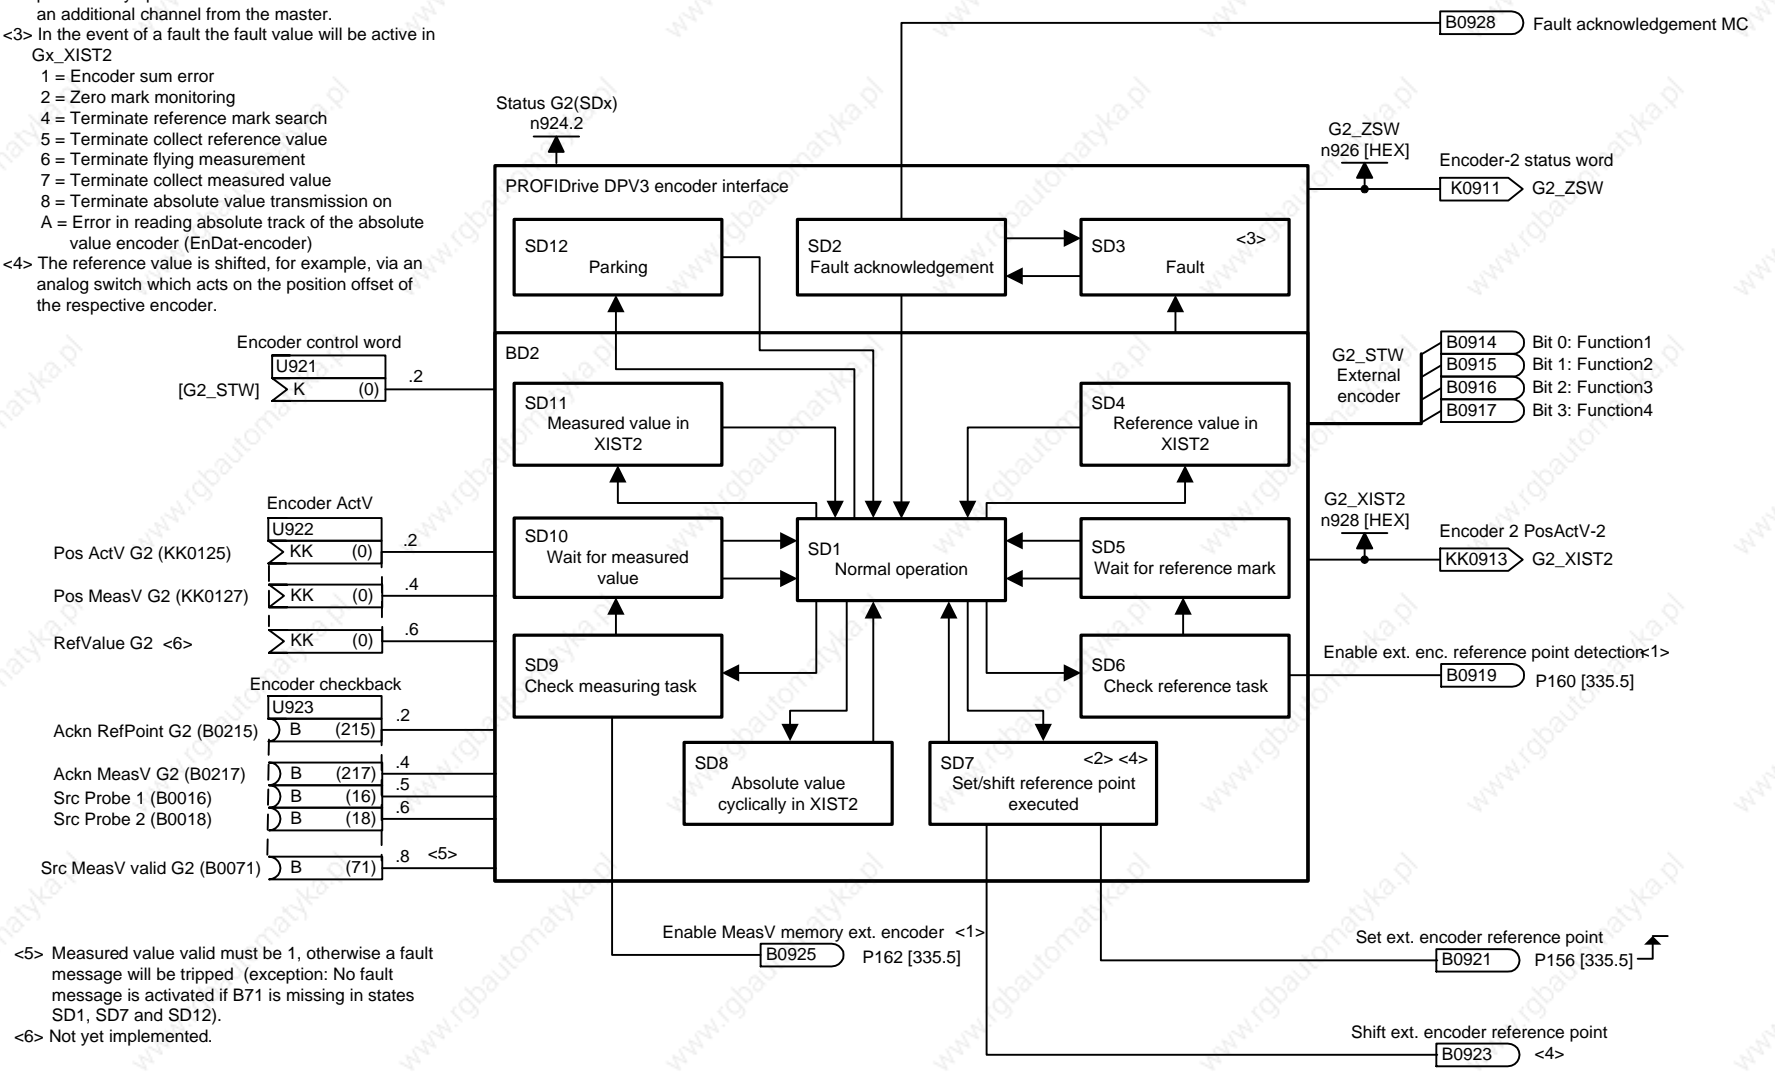 an additional channel from the master.
<3> In the event of a fault the fault value will be active in
Gx_XIST2
1 = Encoder sum error
2 = Zero mark monitoring
4 = Terminate reference mark search
5 = Terminate collect reference value
6 = Terminate flying measurement
7 = Terminate collect measured value
8 = Terminate absolute value transmission on
A = Error in reading absolute track of the absolute
value encoder (EnDat-encoder)
<4> The reference value is shifted, for example, via an
analog switch which acts on the position offset of
the respective encoder.
B0928 Fault acknowledgement MC
Status G2(SDx)
n924.2
G2_ZSW
n926 [HEX]
Encoder-2 status word
K0911 G2_ZSW
PROFIDrive DPV3 encoder interface
SD12
Parking
SD2
Fault acknowledgement
SD3 <3>
Fault
Encoder control word
U921
[G2_STW] K (0) .2
BD2
G2_STW
External
encoder
B0914 Bit 0: Function1
B0915 Bit 1: Function2
B0916 Bit 2: Function3
B0917 Bit 3: Function4
SD11
Measured value in
XIST2
SD4
Reference value in
XIST2
Encoder ActV
U922
Pos ActV G2 (KK0125) KK (0) .2
Pos MeasV G2 (KK0127) KK (0) .4
RefValue G2 <6> KK (0) .6
SD10
Wait for measured
value
SD1
Normal operation
SD5
Wait for reference mark
G2_XIST2
n928 [HEX]
Encoder 2 PosActV-2
KK0913 G2_XIST2
SD9
Check measuring task
SD6
Check reference task
Enable ext. enc. reference point detection<1>
B0919 P160 [335.5]
Encoder checkback
U923
Ackn RefPoint G2 (B0215) B (215) .2
Ackn MeasV G2 (B0217) B (217) .4
Src Probe 1 (B0016) B (16) .5
Src Probe 2 (B0018) B (18) .6
Src MeasV valid G2 (B0071) B (71) .8 <5>
SD8
Absolute value
cyclically in XIST2
SD7 <2> <4>
Set/shift reference point
executed
Enable MeasV memory ext. encoder <1>
B0925 P162 [335.5]
Set ext. encoder reference point
B0921 P156 [335.5]
Shift ext. encoder reference point
B0923 <4>
<5> Measured value valid must be 1, otherwise a fault
message will be tripped (exception: No fault
message is activated if B71 is missing in states
SD1, SD7 and SD12).
<6> Not yet implemented.
www.rgbautomatyka.pl